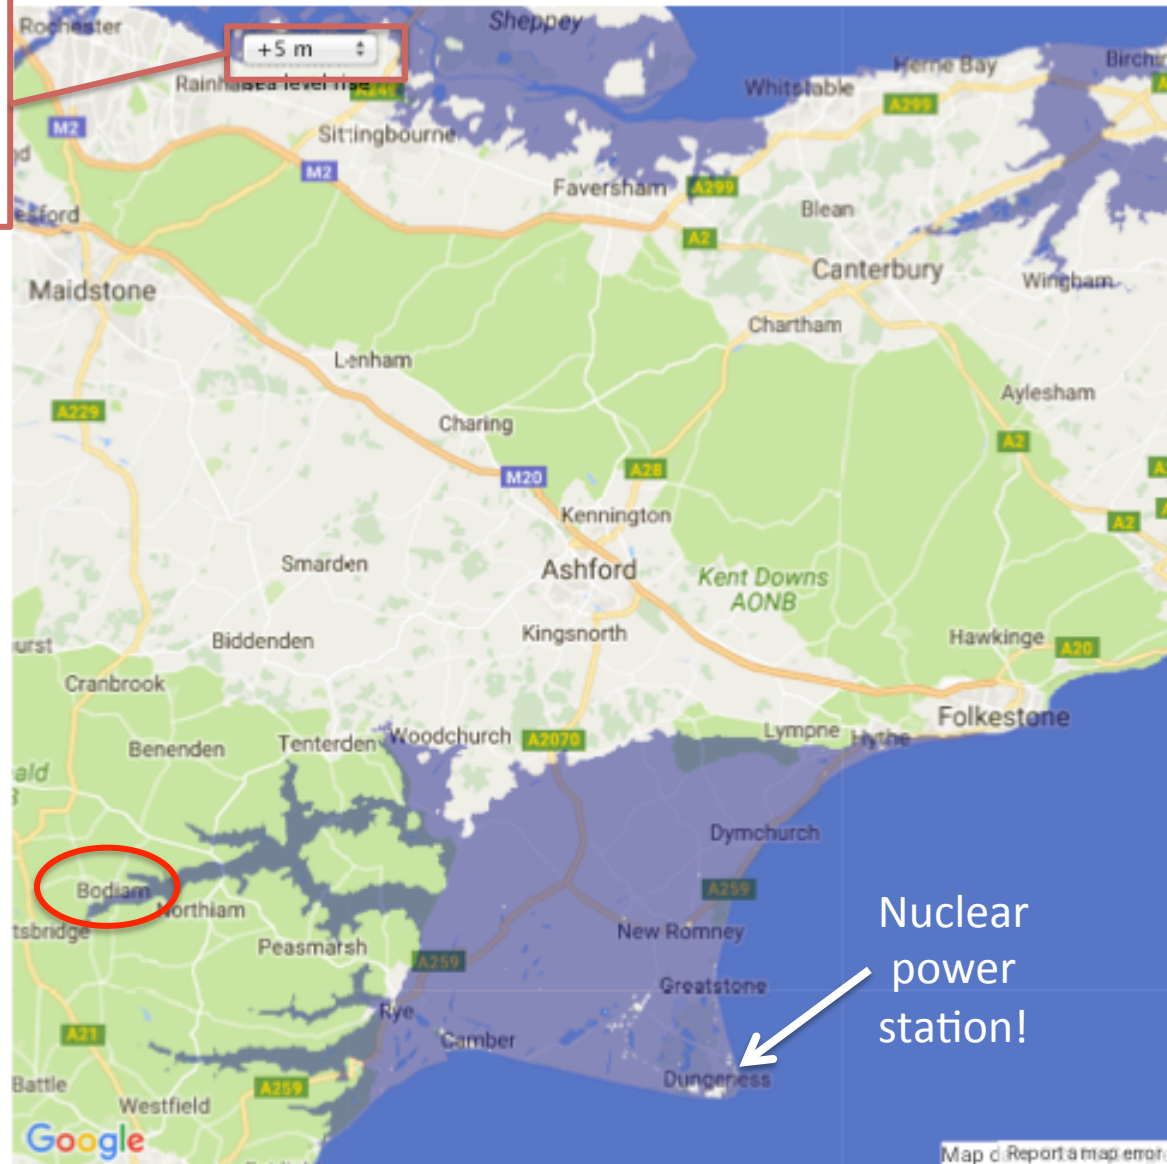 Rochester
Sheppey
+5 m
Herne Bay
Whitstable
A299
M2
Sittingbourne
M2
Faversham
A299
Blean
A2
Canterbury
Wingham
Maidstone
Chartham
Lenham
Aylesham
A229
Charing
A2
M20
A28
Kennington
A2
Smarden
Ashford
Kent Downs
AONB
Kingsnorth
Hawkinge
A20
Biddenden
Cranbrook
Folkestone
Benenden
Tenterden
Woodchurch
A2070
Lympne
Hythe
Dymchurch
Bodiam
A259
Northiam
Nuclear
power
station!
New Romney
Peasmarsh
A259
Greatstone
Rye
A21
Camber
Dungeness
Battle
A259
Westfield
Google
Report a map error